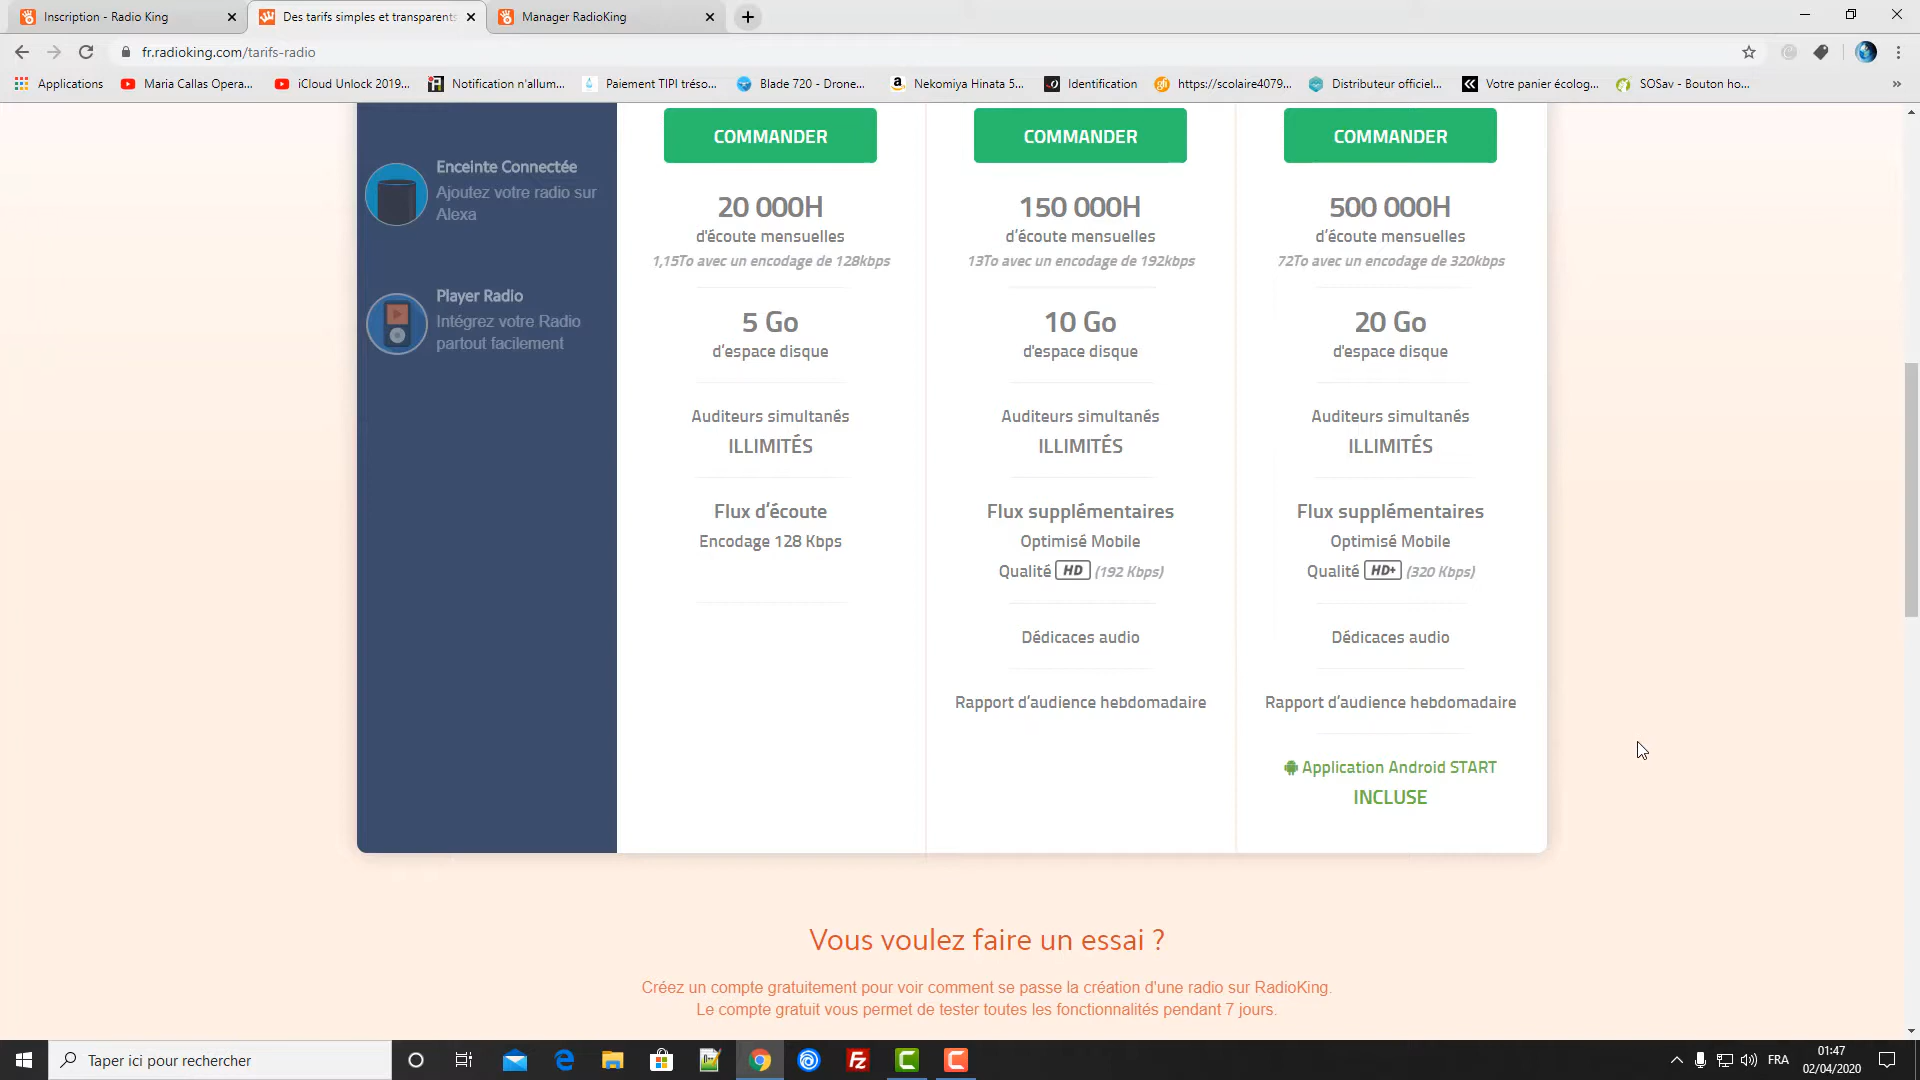 Inscription - Radio King
Des tarifs simples et transparents
Manager RadioKing
fr.radioking.com/tarifs-radio
Applications
Maria Callas Opera...
iCloud Unlock 2019...
Notification n'allum...
Paiement TIPI tréso...
Blade 720 - Drone...
Nekomiya Hinata 5...
Identification
https://scolaire4079...
Distributeur officiel...
Votre panier écolog...
SOSav - Bouton ho...
»
Enceinte Connectée
Ajoutez votre radio sur
Alexa
Player Radio
Intégrez votre Radio
partout facilement
COMMANDER
20 000H
d'écoute mensuelles
1,15To avec un encodage de 128kbps
5 Go
d'espace disque
Auditeurs simultanés
ILLIMITÉS
Flux d'écoute
Encodage 128 Kbps
COMMANDER
150 000H
d'écoute mensuelles
13To avec un encodage de 192kbps
10 Go
d'espace disque
Auditeurs simultanés
ILLIMITÉS
Flux supplémentaires
Optimisé Mobile
Qualité HD (192 Kbps)
Dédicaces audio
Rapport d'audience hebdomadaire
COMMANDER
500 000H
d'écoute mensuelles
72To avec un encodage de 320kbps
20 Go
d'espace disque
Auditeurs simultanés
ILLIMITÉS
Flux supplémentaires
Optimisé Mobile
Qualité HD+ (320 Kbps)
Dédicaces audio
Rapport d'audience hebdomadaire
Application Android START
INCLUSE
Vous voulez faire un essai ?
Créez un compte gratuitement pour voir comment se passe la création d'une radio sur RadioKing.
Le compte gratuit vous permet de tester toutes les fonctionnalités pendant 7 jours.
Taper ici pour rechercher
FRA
01:47
02/04/2020